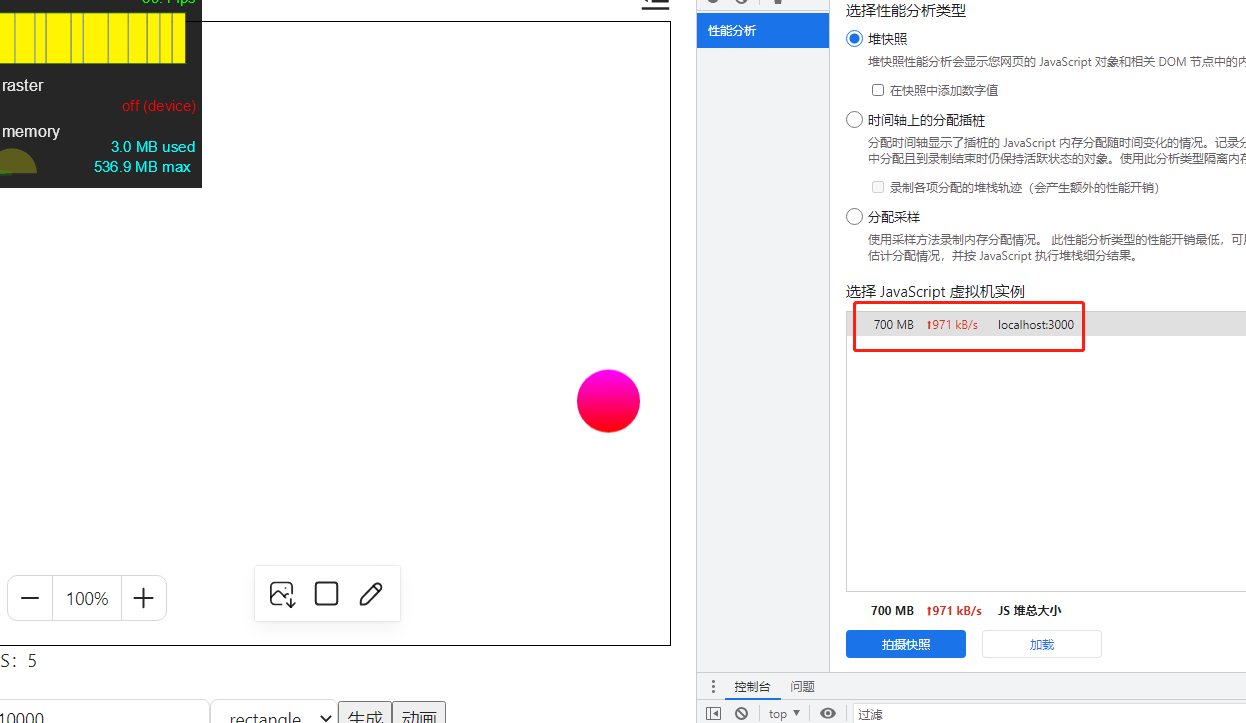 raster
off (device)
memory
3.0 MB used
536.9 MB max
100%
S: 5
10000
rectangle
生成
动画
性能分析
选择性能分析类型
堆快照
堆快照性能分析会显示您网页的 JavaScript 对象和相关 DOM 节点中的内
在快照中添加数字值
时间轴上的分配插桩
分配时间轴显示了插桩的 JavaScript 内存分配随时间变化的情况。记录分
中分配且到录制结束时仍保持活跃状态的对象。使用此分析类型隔离内存
录制各项分配的堆栈轨迹（会产生额外的性能开销）
分配采样
使用采样方法录制内存分配情况。 此性能分析类型的性能开销最低，可用
估计分配情况，并按 JavaScript 执行堆栈细分结果。
选择 JavaScript 虚拟机实例
700 MB ↑971 kB/s localhost:3000
700 MB ↑971 kB/s JS 堆总大小
拍摄快照 加载
控制台 问题
top ▼ 过滤